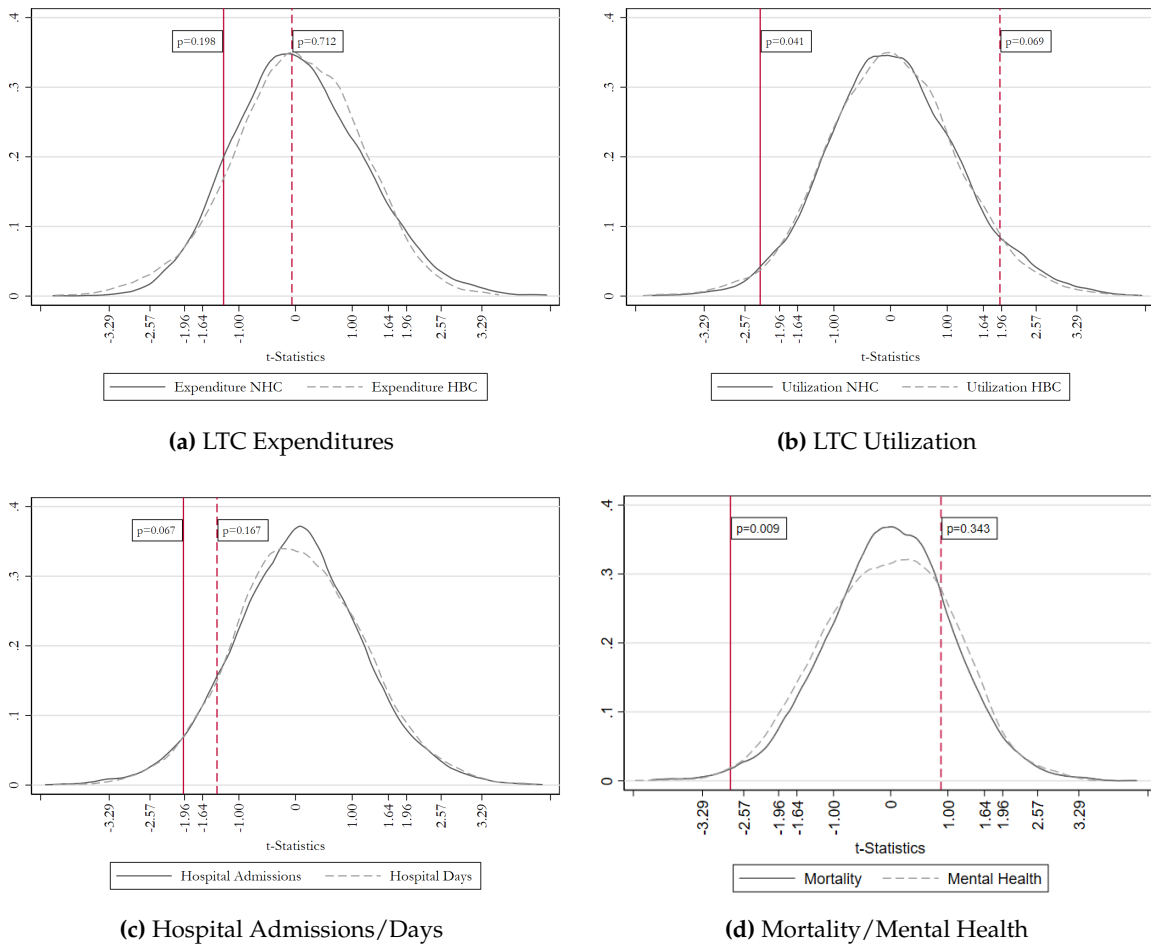 .4
.3
.2
.1
0
p=0.198
p=0.712
-3.29
-2.57
-1.96
-1.64
-1.00
0
1.00
1.64
1.96
2.57
3.29
t-Statistics
Expenditure NHC
Expenditure HBC
(a) LTC Expenditures
.4
.3
.2
.1
0
p=0.041
p=0.069
-3.29
-2.57
-1.96
-1.64
-1.00
0
1.00
1.64
1.96
2.57
3.29
t-Statistics
Utilization NHC
Utilization HBC
(b) LTC Utilization
.4
.3
.2
.1
0
p=0.067
p=0.167
-3.29
-2.57
-1.96
-1.64
-1.00
0
1.00
1.64
1.96
2.57
3.29
t-Statistics
Hospital Admissions
Hospital Days
(c) Hospital Admissions/Days
.4
.3
.2
.1
0
p=0.009
p=0.343
-3.29
-2.57
-1.96
-1.64
-1.00
0
1.00
1.64
1.96
2.57
3.29
t-Statistics
Mortality
Mental Health
(d) Mortality/Mental Health